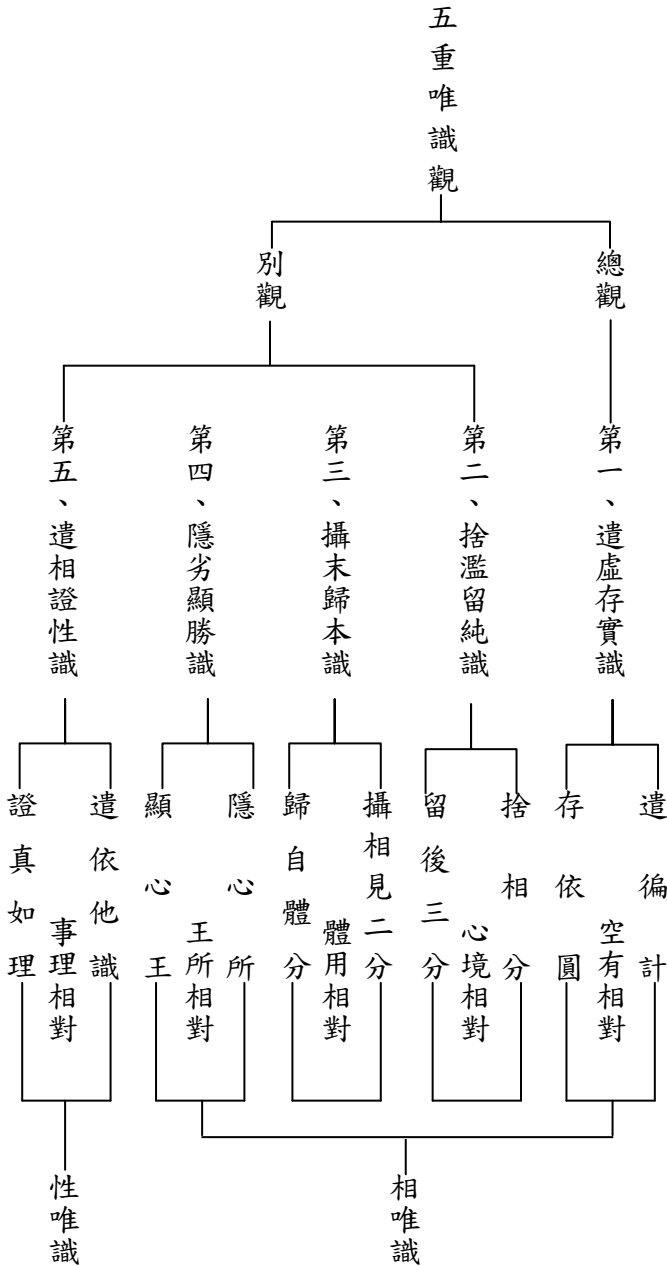 五重唯識觀
總觀
別觀
第一、遣虛存實識
第二、捨濫留純識
第三、攝末歸本識
第四、隱劣顯勝識
第五、遣相證性識
遣徧計
空有相對
存依圓
捨相分
心境相對
留後三分
攝相見二分
體用相對
歸自體分
隱心所
王所相對
顯心王
遣依他識
事理相對
證真如理
相唯識
性唯識